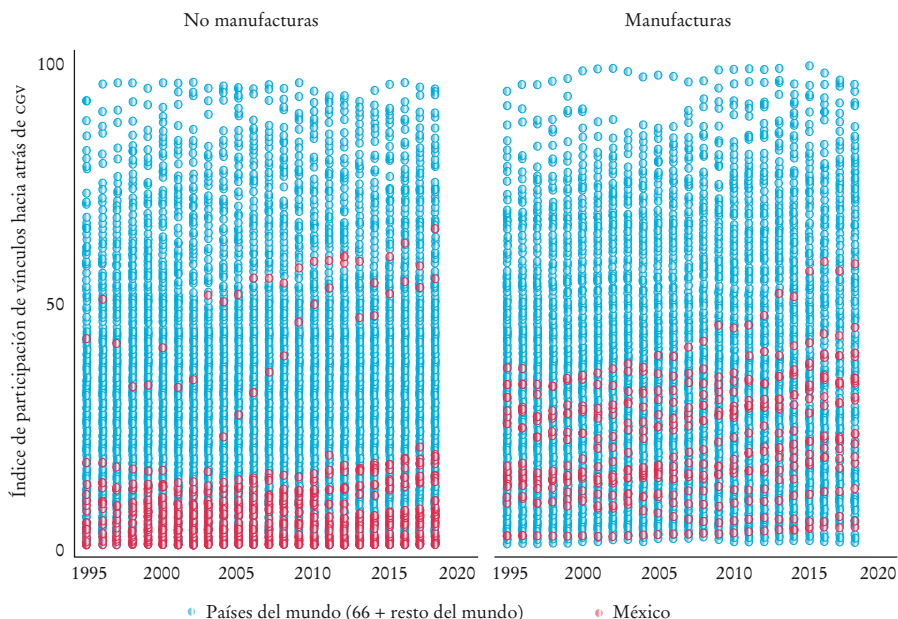 No manufacturas
Manufacturas
Índice de participación de vínculos hacia atrás de CGV
100
50
0
1995 2000 2005 2010 2015 2020
1995 2000 2005 2010 2015 2020
Países del mundo (66 + resto del mundo)
México